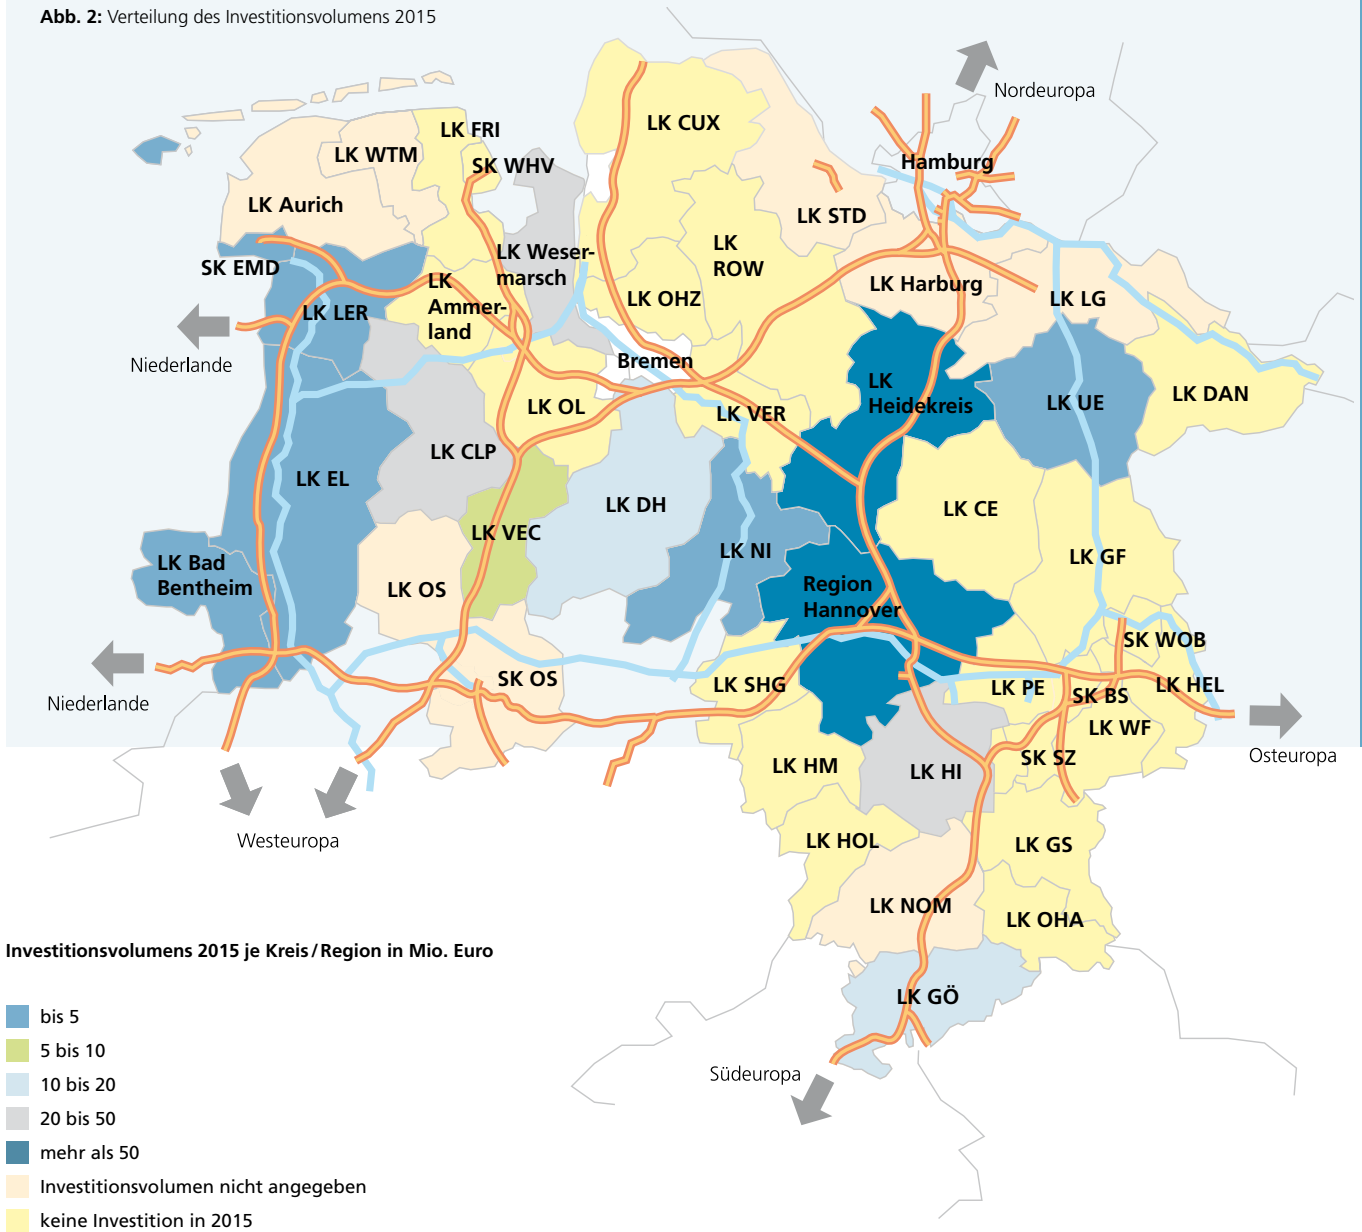 Abb. 2: Verteilung des Investitionsvolumens 2015
Nordeuropa
LK CUX
LK FRI
LK WTM
SK WHV
Hamburg
LK Aurich
LK STD
LK
ROW
LK Weser-
marsch
SK EMD
LK
Ammer-
land
LK OHZ
LK Harburg
LK LG
LK LER
Niederlande
Bremen
LK
Heidekreis
LK OL
LK VER
LK UE
LK DAN
LK CLP
LK EL
LK DH
LK CE
LK VEC
LK NI
LK GF
LK Bad
Bentheim
LK OS
Region
Hannover
SK WOB
SK OS
LK SHG
LK PE
SK BS
LK HEL
Niederlande
LK WF
Osteuropa
LK HM
LK HI
SK SZ
Westeuropa
LK HOL
LK GS
LK NOM
LK OHA
Investitionsvolumens 2015 je Kreis/Region in Mio. Euro
LK GÖ
Südeuropa
bis 5
5 bis 10
10 bis 20
20 bis 50
mehr als 50
Investitionsvolumen nicht angegeben
keine Investition in 2015